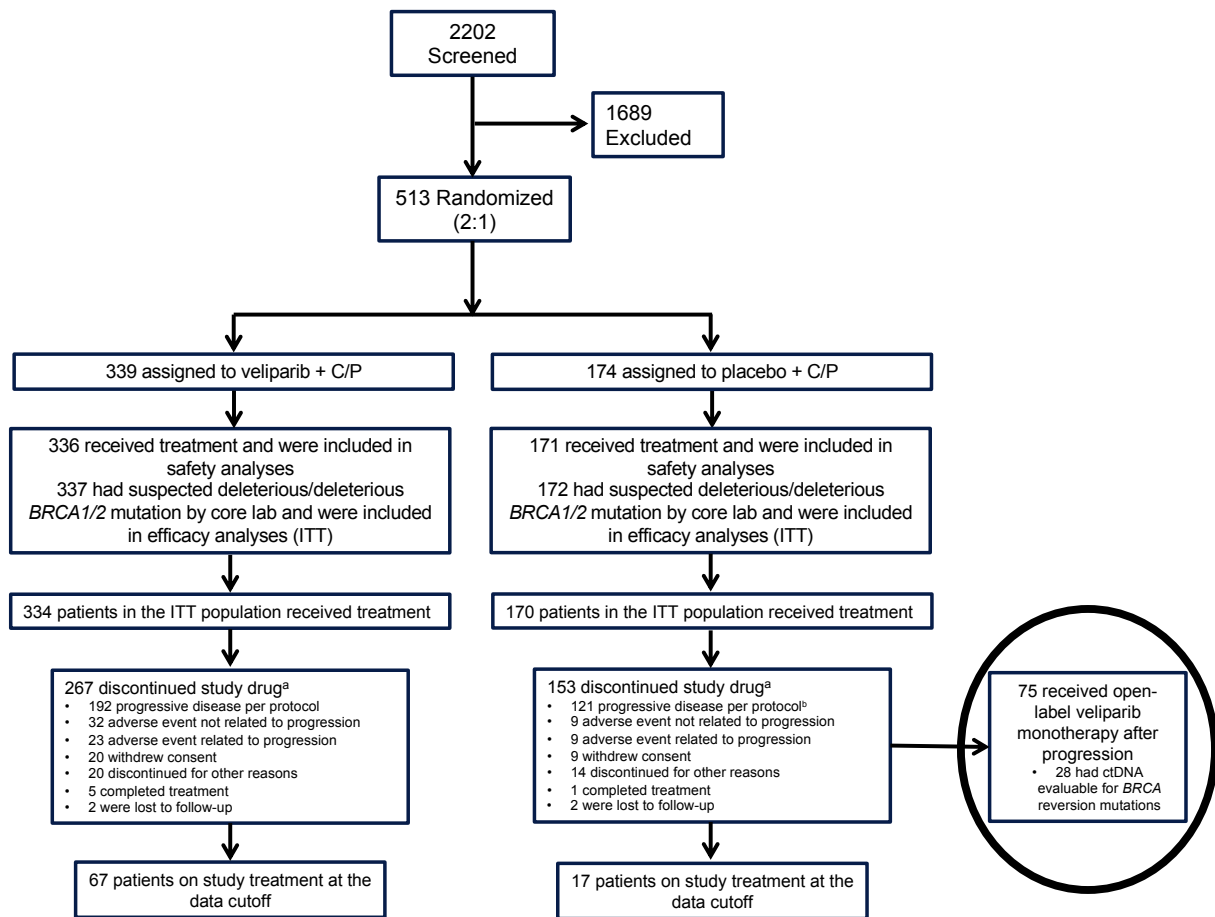 2202
Screened
1689
Excluded
513 Randomized
(2:1)
339 assigned to veliparib + C/P
174 assigned to placebo + C/P
336 received treatment and were included in
safety analyses
337 had suspected deleterious/deleterious
BRCA1/2 mutation by core lab and were included
in efficacy analyses (ITT)
171 received treatment and were included in
safety analyses
172 had suspected deleterious/deleterious
BRCA1/2 mutation by core lab and were included
in efficacy analyses (ITT)
334 patients in the ITT population received treatment
170 patients in the ITT population received treatment
267 discontinued study drugᵃ
• 192 progressive disease per protocol
• 32 adverse event not related to progression
• 23 adverse event related to progression
• 20 withdrew consent
• 20 discontinued for other reasons
• 5 completed treatment
• 2 were lost to follow-up
153 discontinued study drugᵃ
• 121 progressive disease per protocolᵇ
• 9 adverse event not related to progression
• 9 adverse event related to progression
• 9 withdrew consent
• 14 discontinued for other reasons
• 1 completed treatment
• 2 were lost to follow-up
75 received open-
label veliparib
monotherapy after
progression
• 28 had ctDNA
evaluable for BRCA
reversion mutations
67 patients on study treatment at the
data cutoff
17 patients on study treatment at the
data cutoff